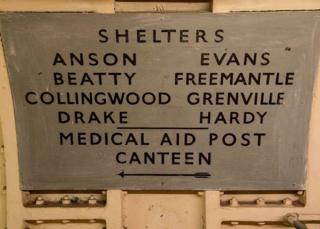 SHELTERS
ANSON EVANS
BEATTY FREEMANTLE
COLLINGWOOD GRENVILLE
DRAKE HARDY
MEDICAL AID POST
CANTEEN